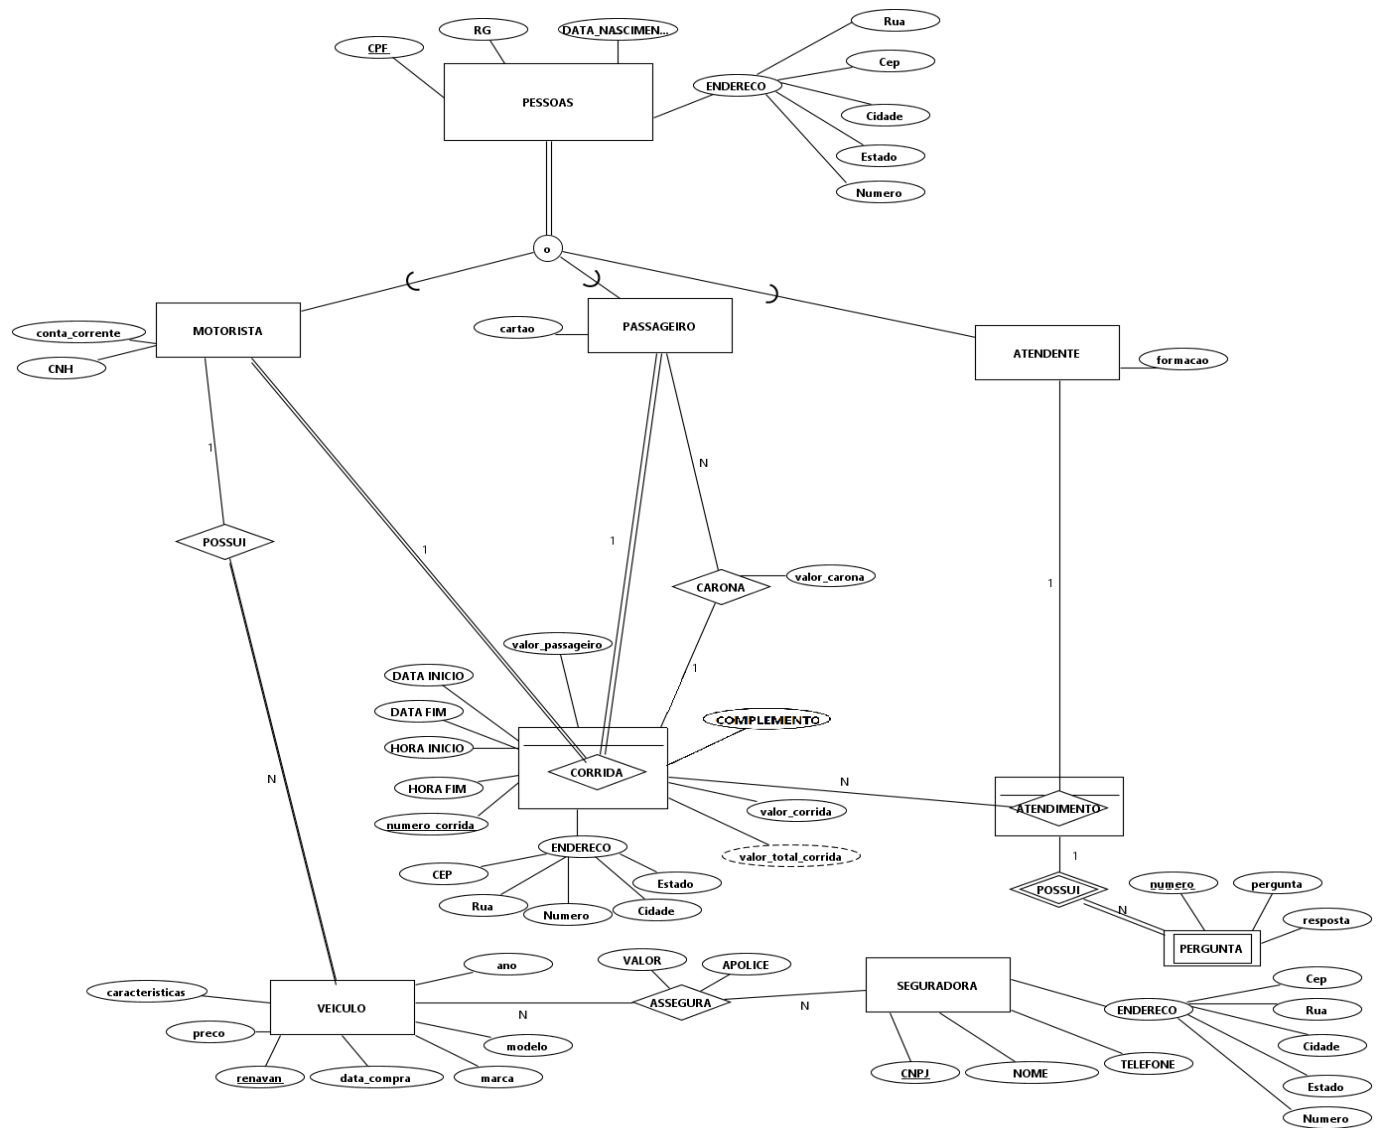 Rua
RG
DATA_NASCIMEN...
CPF
Cep
ENDERECO
PESSOAS
Cidade
Estado
Numero
o
MOTORISTA
PASSAGEIRO
cartao
conta_corrente
ATENDENTE
formacao
CNH
1
N
POSSUI
1
1
CARONA
valor_carona
1
valor_passageiro
1
DATA INICIO
DATA FIM
COMPLEMENTO
HORA INICIO
CORRIDA
N
N
HORA FIM
ATENDIMENTO
valor_corrida
numero_corrida
ENDERECO
valor_total_corrida
1
CEP
Estado
POSSUI
numero
pergunta
Rua
Numero
Cidade
N
resposta
PERGUNTA
VALOR
ano
APOLICE
caracteristicas
SEGURADORA
Cep
ASSEGURA
VEICULO
N
N
ENDERECO
Rua
preco
modelo
Cidade
TELEFONE
renavan
data_compra
marca
CNPJ
NOME
Estado
Numero